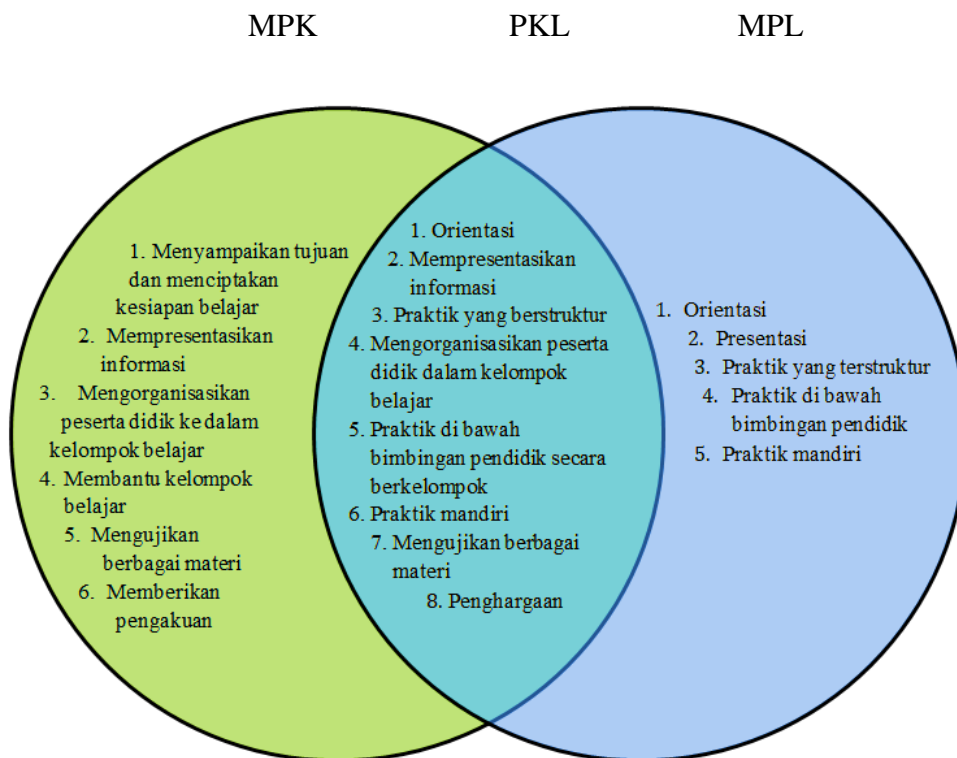 MPK PKL MPL
1. Menyampaikan tujuan
dan menciptakan
kesiapan belajar
2. Mempresentasikan
informasi
3. Mengorganisasikan
peserta didik ke dalam
kelompok belajar
4. Membantu kelompok
belajar
5. Mengujikan
berbagai materi
6. Memberikan
pengakuan
1. Orientasi
2. Mempresentasikan
informasi
3. Praktik yang berstruktur
4. Mengorganisasikan peserta
didik dalam kelompok
belajar
5. Praktik di bawah
bimbingan pendidik secara
berkelompok
6. Praktik mandiri
7. Mengujikan berbagai
materi
8. Penghargaan
1. Orientasi
2. Presentasi
3. Praktik yang terstruktur
4. Praktik di bawah
bimbingan pendidik
5. Praktik mandiri